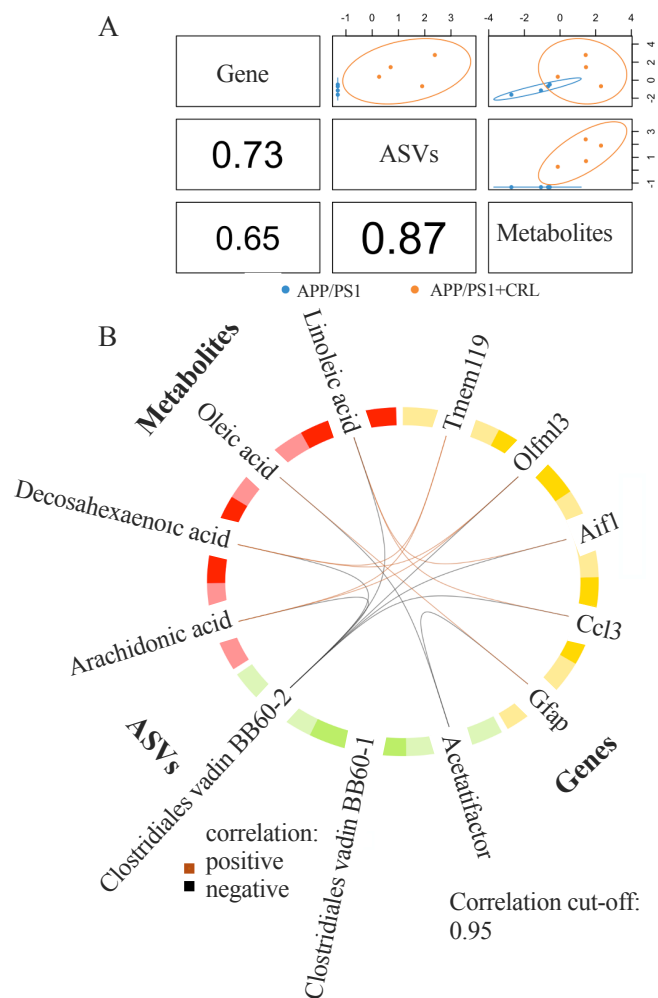 A
-1 0 1 2 3
-4 -2 0 2 4
Gene
-2 0 2 4
0.73
ASVs
-1 1 3
0.65
0.87
Metabolites
APP/PS1
APP/PS1+CRL
B
Metabolites
Linoleic acid
Tmem119
Oleic acid
Olfml3
Decosahexaenoic acid
Aif1
Arachidonic acid
Ccl3
Clostridiales vadin BB60-2
Gfap
ASVs
Genes
Clostridiales vadin BB60-1
Acetatifactor
correlation:
positive
negative
Correlation cut-off:
0.95